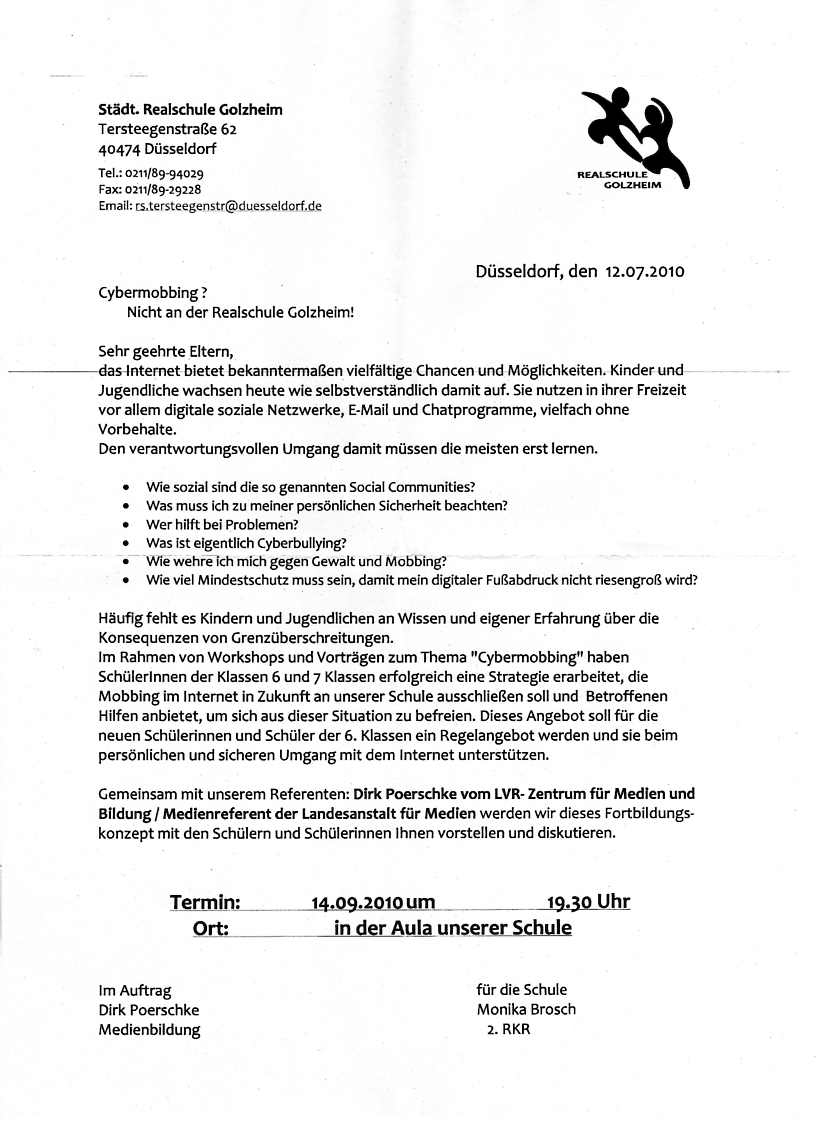 Städt. Realschule Golzheim
Tersteegenstraße 62
40474 Düsseldorf
Tel.: 0211/89-94029
Fax: 0211/89-29228
Email: rs.tersteegenstr@duesseldorf.de
REALSCHULE
GOLZHEIM
Düsseldorf, den 12.07.2010
Cybermobbing ?
Nicht an der Realschule Golzheim!
Sehr geehrte Eltern,
das Internet bietet bekanntermaßen vielfältige Chancen und Möglichkeiten. Kinder und
Jugendliche wachsen heute wie selbstverständlich damit auf. Sie nutzen in ihrer Freizeit
vor allem digitale soziale Netzwerke, E-Mail und Chatprogramme, vielfach ohne
Vorbehalte.
Den verantwortungsvollen Umgang damit müssen die meisten erst lernen.
• Wie sozial sind die so genannten Social Communities?
• Was muss ich zu meiner persönlichen Sicherheit beachten?
• Wer hilft bei Problemen?
• Was ist eigentlich Cyberbullying?
• Wie wehre ich mich gegen Gewalt und Mobbing?
• Wie viel Mindestschutz muss sein, damit mein digitaler Fußabdruck nicht riesengroß wird?
Häufig fehlt es Kindern und Jugendlichen an Wissen und eigener Erfahrung über die
Konsequenzen von Grenzüberschreitungen.
Im Rahmen von Workshops und Vorträgen zum Thema "Cybermobbing" haben
SchülerInnen der Klassen 6 und 7 Klassen erfolgreich eine Strategie erarbeitet, die
Mobbing im Internet in Zukunft an unserer Schule ausschließen soll und Betroffenen
Hilfen anbietet, um sich aus dieser Situation zu befreien. Dieses Angebot soll für die
neuen Schülerinnen und Schüler der 6. Klassen ein Regelangebot werden und sie beim
persönlichen und sicheren Umgang mit dem Internet unterstützen.
Gemeinsam mit unserem Referenten: Dirk Poerschke vom LVR- Zentrum für Medien und
Bildung / Medienreferent der Landesanstalt für Medien werden wir dieses Fortbildungs-
konzept mit den Schülern und Schülerinnen Ihnen vorstellen und diskutieren.
Termin: 14.09.2010 um 19.30 Uhr
Ort: in der Aula unserer Schule
Im Auftrag für die Schule
Dirk Poerschke Monika Brosch
Medienbildung 2. RKR